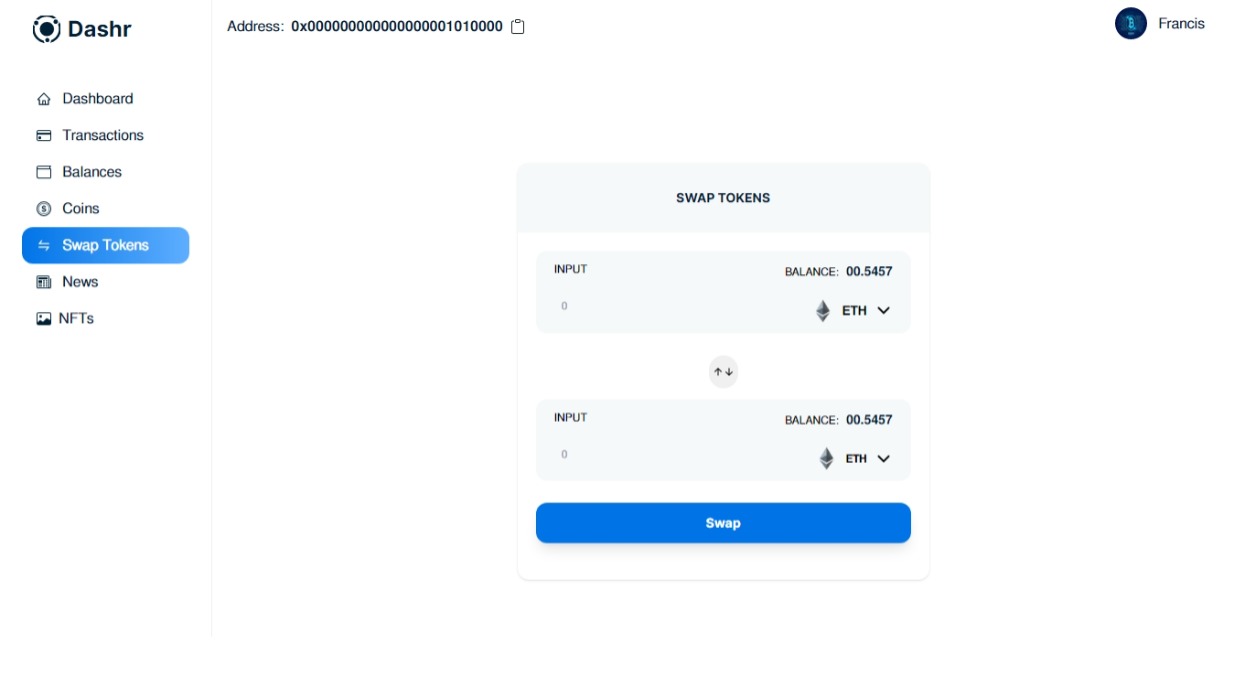 Dashr
Address: 0x000000000000000001010000
Francis
Dashboard
Transactions
Balances
Coins
Swap Tokens
News
NFTs
SWAP TOKENS
INPUT
BALANCE: 00.5457
0
ETH
INPUT
BALANCE: 00.5457
0
ETH
Swap